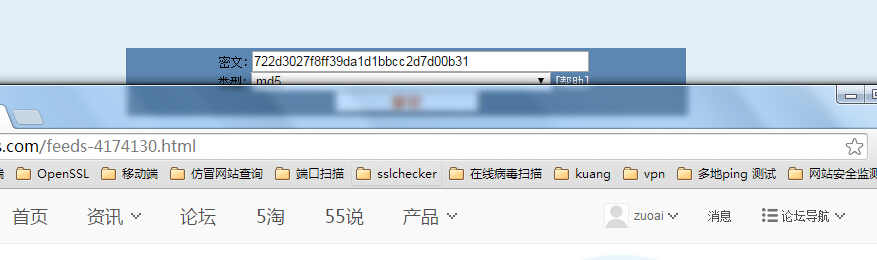 密文: 722d3027f8ff39da1d1bbcc2d7d00b31
类型: md5 [帮助]
s.com/feeds-4174130.html
OpenSSL 移动端 仿冒网站查询 端口扫描 sslchecker 在线病毒扫描 kuang vpn 多地ping 测试 网站安全监测
首页 资讯 论坛 5淘 55说 产品 zuoai 消息 论坛导航